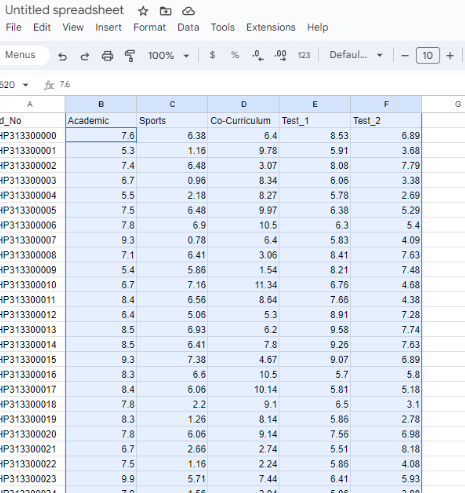 Untitled spreadsheet
File Edit View Insert Format Data Tools Extensions Help
Menus 100% $ % .0 .00 123 Defaul... 10
520 fx 7.6
A B C D E F G
d_No Academic Sports Co-Curriculum Test_1 Test_2
HP313300000 7.6 6.38 6.4 8.53 6.89
HP313300001 5.3 1.16 9.78 5.91 3.68
HP313300002 7.4 6.48 3.07 8.08 7.79
HP313300003 6.7 0.96 8.34 6.06 3.38
HP313300004 5.5 2.18 8.27 5.78 2.69
HP313300005 7.5 6.48 9.97 6.38 5.29
HP313300006 7.8 6.9 10.5 6.3 5.4
HP313300007 9.3 0.78 6.4 5.83 4.09
HP313300008 7.1 6.41 3.06 8.41 7.63
HP313300009 5.4 5.86 1.54 8.21 7.48
HP313300010 6.7 7.16 11.34 6.76 4.68
HP313300011 8.4 6.56 8.64 7.66 4.38
HP313300012 6.4 5.06 5.3 8.91 7.28
HP313300013 8.5 6.93 6.2 9.58 7.74
HP313300014 8.5 6.41 7.8 9.26 7.63
HP313300015 9.3 7.38 4.67 9.07 6.89
HP313300016 8.3 6.6 10.5 5.7 5.8
HP313300017 8.4 6.06 10.14 5.81 5.18
HP313300018 7.8 2.2 9.1 6.5 3.1
HP313300019 8.3 1.26 8.14 5.86 2.78
HP313300020 7.8 6.06 9.14 7.56 6.98
HP313300021 6.7 2.66 2.74 5.51 8.18
HP313300022 7.5 1.16 2.24 5.86 4.08
HP313300023 9.9 5.71 7.44 6.41 5.93